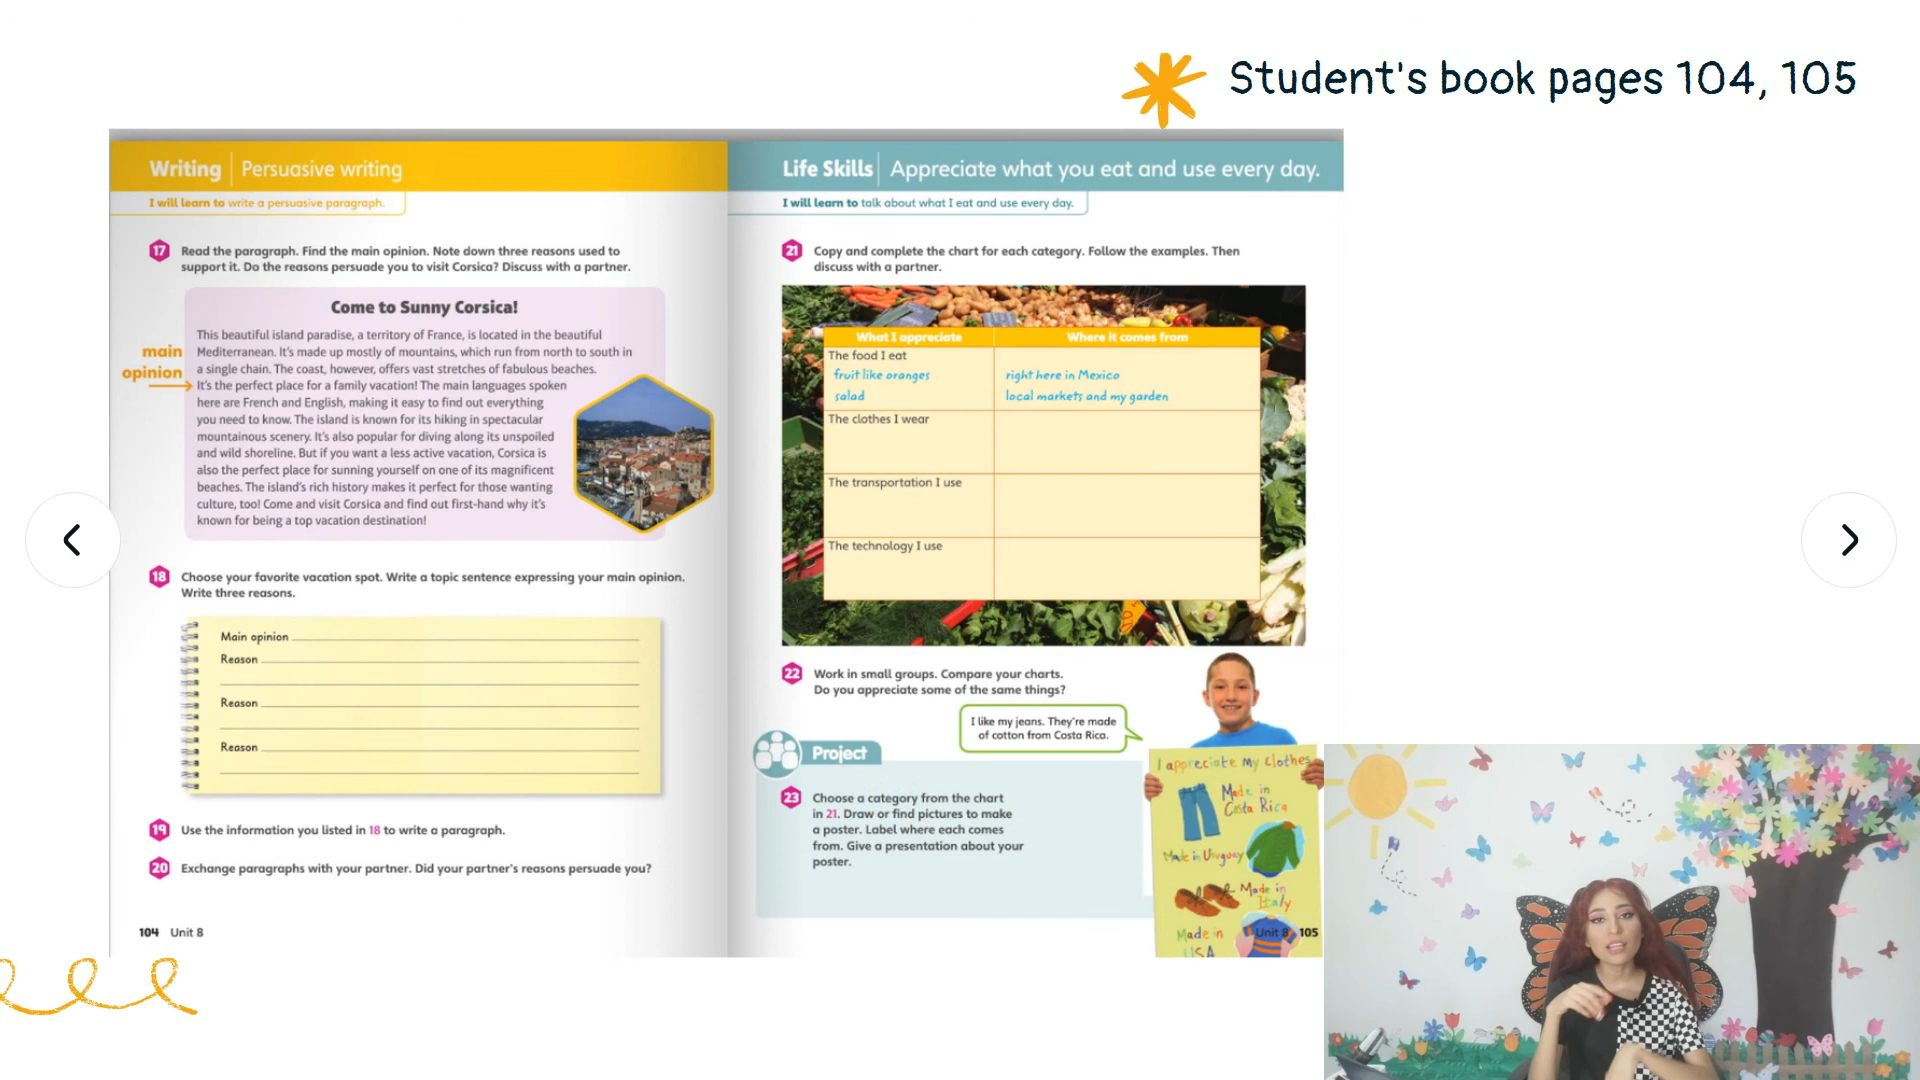 Student's book pages 104, 105
Writing | Persuasive writing
I will learn to write a persuasive paragraph.
17 Read the paragraph. Find the main opinion. Note down three reasons used to
support it. Do the reasons persuade you to visit Corsica? Discuss with a partner.
Come to Sunny Corsica!
main
opinion
This beautiful island paradise, a territory of France, is located in the beautiful
Mediterranean. It's made up mostly of mountains, which run from north to south in
a single chain. The coast, however, offers vast stretches of fabulous beaches.
It's the perfect place for a family vacation! The main languages spoken
here are French and English, making it easy to find out everything
you need to know. The island is known for its hiking in spectacular
mountainous scenery. It's also popular for diving along its unspoiled
and wild shoreline. But if you want a less active vacation, Corsica is
also the perfect place for sunning yourself on one of its magnificent
beaches. The island's rich history makes it perfect for those wanting
culture, too! Come and visit Corsica and find out first-hand why it's
known for being a top vacation destination!
18 Choose your favorite vacation spot. Write a topic sentence expressing your main opinion.
Write three reasons.
Main opinion
Reason
Reason
Reason
19 Use the information you listed in 18 to write a paragraph.
20 Exchange paragraphs with your partner. Did your partner's reasons persuade you?
104 Unit 8
Life Skills | Appreciate what you eat and use every day.
I will learn to talk about what I eat and use every day.
21 Copy and complete the chart for each category. Follow the examples. Then
discuss with a partner.
What I appreciate Where it comes from
The food I eat
fruit like oranges right here in Mexico
salad local markets and my garden
The clothes I wear
The transportation I use
The technology I use
22 Work in small groups. Compare your charts.
Do you appreciate some of the same things?
I like my jeans. They're made
of cotton from Costa Rica.
Project
23 Choose a category from the chart
in 21. Draw or find pictures to make
a poster. Label where each comes
from. Give a presentation about your
poster.
I appreciate my clothes
Made in
Costa Rica
Made in Uruguay
Made in
Italy
Made in
USA
Unit 8 105